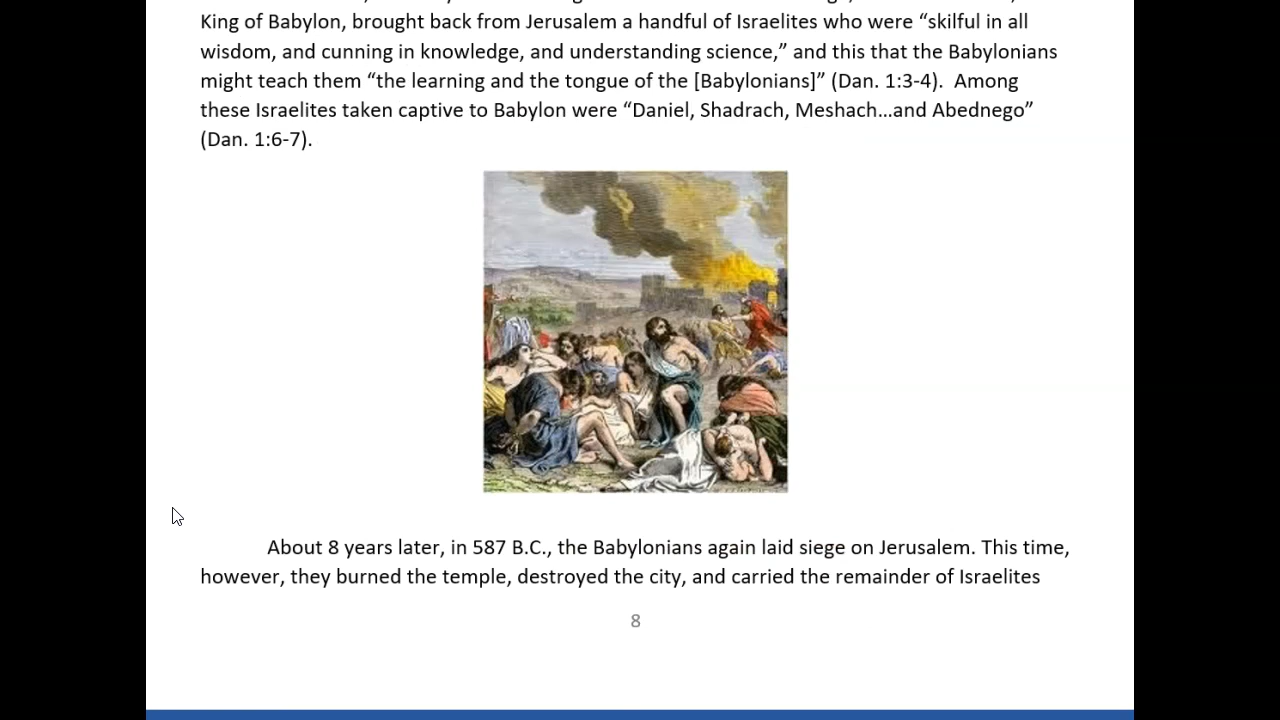 King of Babylon, brought back from Jerusalem a handful of Israelites who were “skilful in all
wisdom, and cunning in knowledge, and understanding science,” and this that the Babylonians
might teach them “the learning and the tongue of the [Babylonians]” (Dan. 1:3-4).  Among
these Israelites taken captive to Babylon were “Daniel, Shadrach, Meshach…and Abednego”
(Dan. 1:6-7).
About 8 years later, in 587 B.C., the Babylonians again laid siege on Jerusalem. This time,
however, they burned the temple, destroyed the city, and carried the remainder of Israelites
8